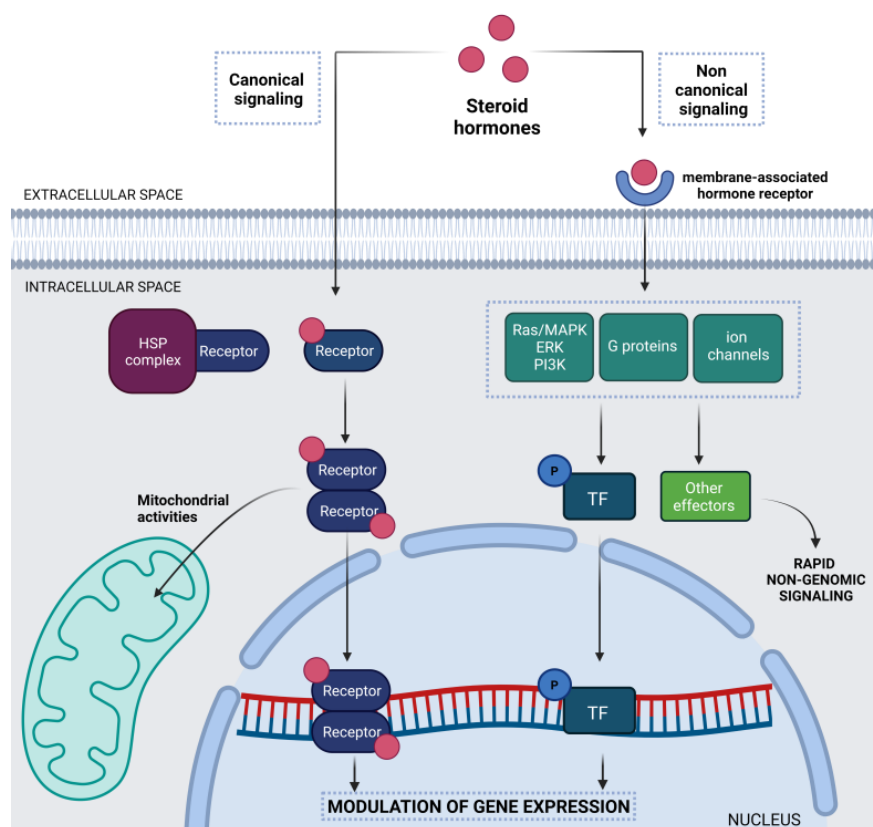 Canonical
signaling
Steroid
hormones
Non
canonical
signaling
membrane-associated
hormone receptor
EXTRACELLULAR SPACE
INTRACELLULAR SPACE
HSP
complex
Receptor
Receptor
Ras/MAPK
ERK
PI3K
G proteins
ion
channels
Receptor
Receptor
Mitochondrial
activities
P
TF
Other
effectors
RAPID
NON-GENOMIC
SIGNALING
Receptor
Receptor
P
TF
MODULATION OF GENE EXPRESSION
NUCLEUS